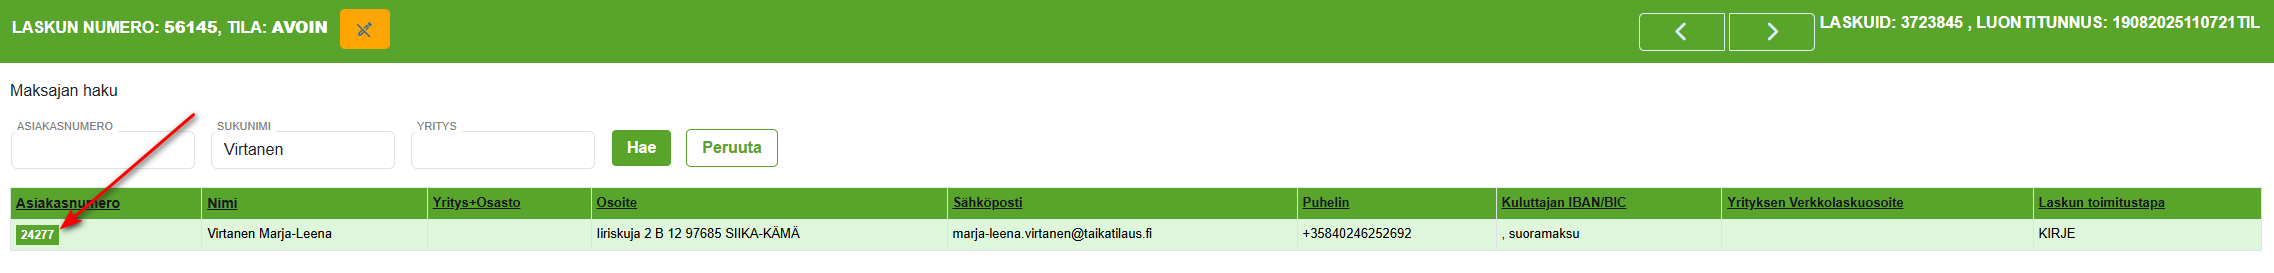 LASKUN NUMERO: 56145, TILA: AVOIN
LASKUID: 3723845 , LUONTITUNNUS: 19082025110721TIL
Maksajan haku
ASIAKASNUMERO SUKUNIMI YRITYS
Virtanen Hae Peruuta
Asiakasnumero Nimi Yritys+Osasto Osoite Sähköposti Puhelin Kuluttajan IBAN/BIC Yrityksen Verkkolaskuosoite Laskun toimitustapa
24277 Virtanen Marja-Leena Iiriskuja 2 B 12 97685 SIIKA-KÄMÄ marja-leena.virtanen@taikatilaus.fi +35840246252692 , suoramaksu KIRJE